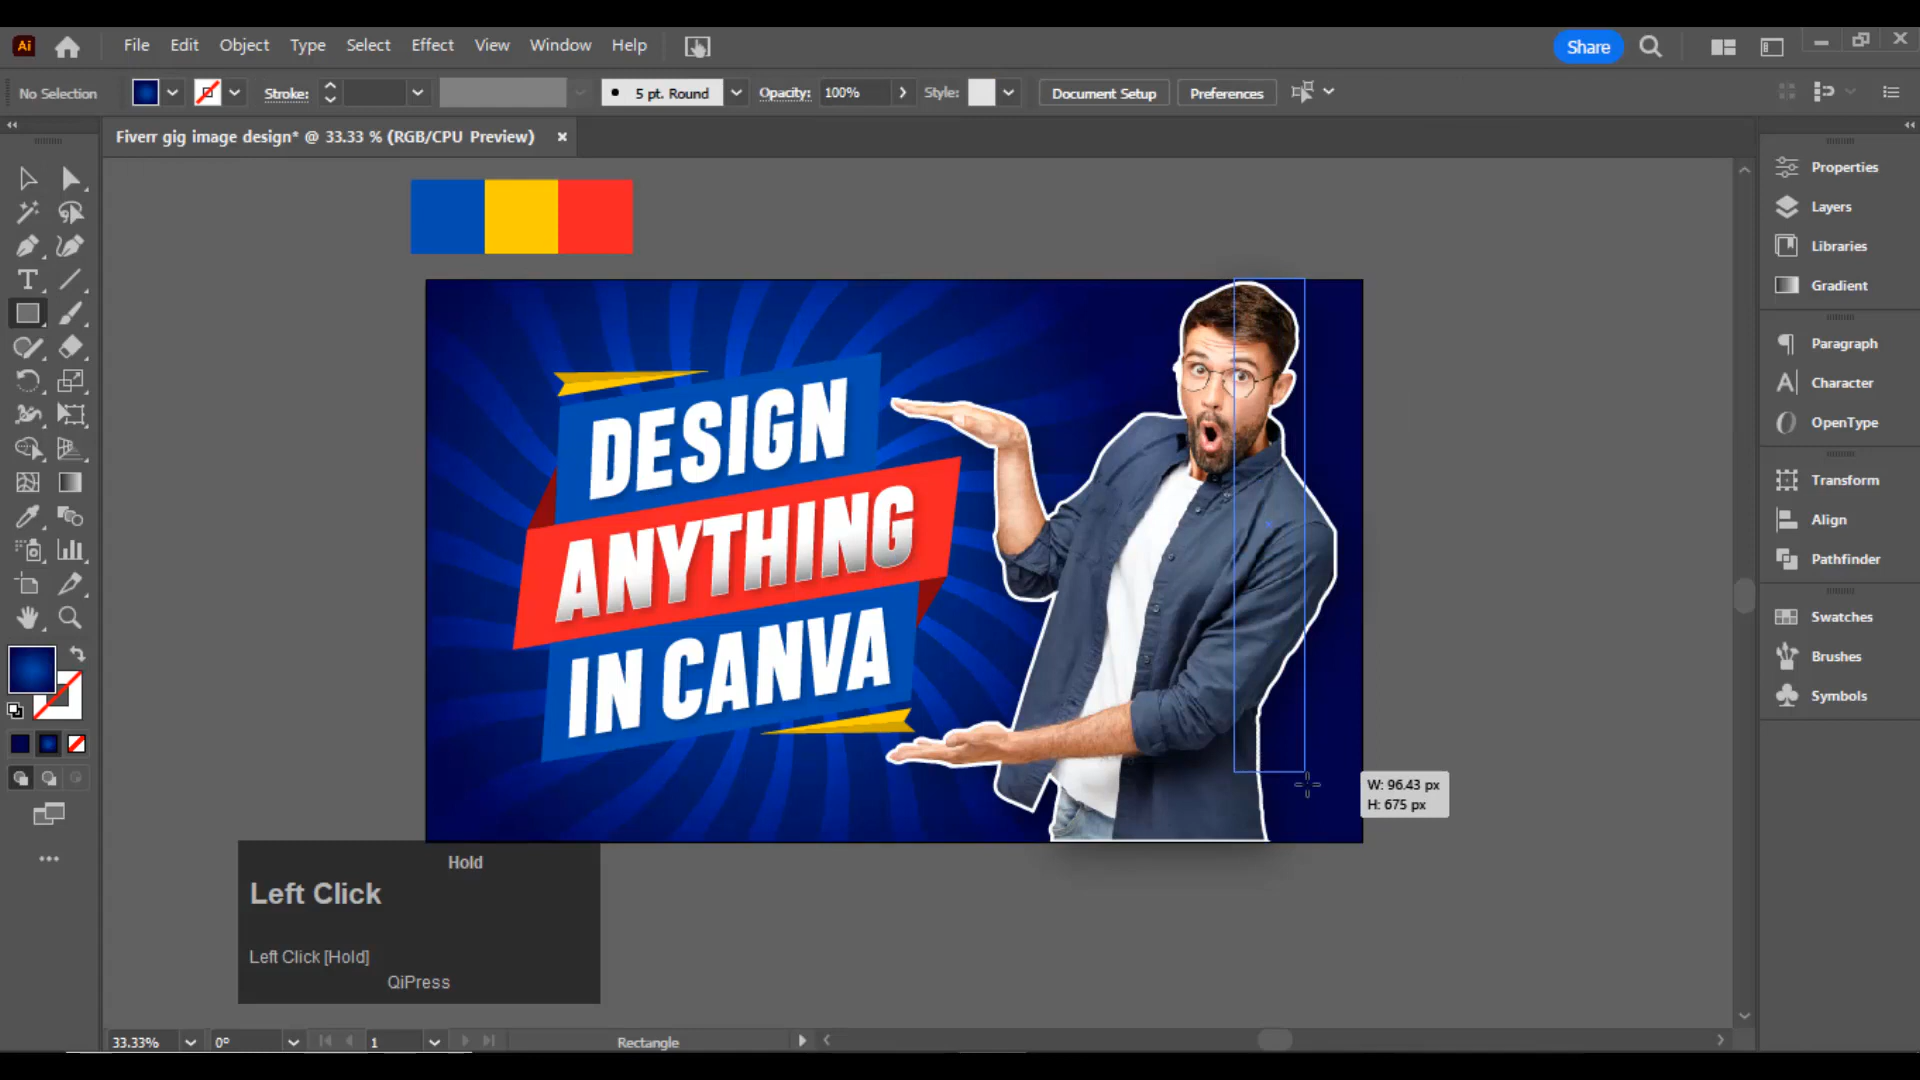 Ai
File Edit Object Type Select Effect View Window Help
Share
No Selection
Stroke:
5 pt. Round
Opacity:
100%
Style:
Document Setup
Preferences
Fiverr gig image design* @ 33.33 % (RGB/CPU Preview)
Properties
Layers
Libraries
Gradient
Paragraph
Character
OpenType
Transform
Align
Pathfinder
Swatches
Brushes
Symbols
DESIGN
ANYTHING
IN CANVA
W: 96.43 px
H: 675 px
Hold
Left Click
Left Click [Hold]
QiPress
33.33%
0°
1
Rectangle